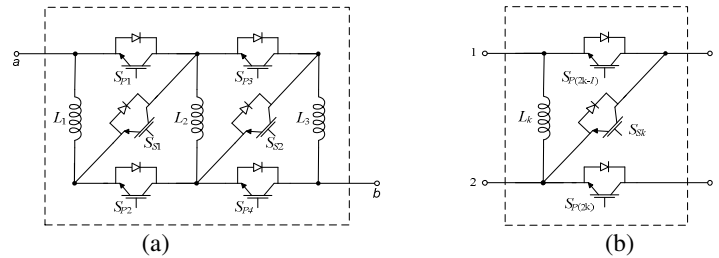 a
S_P1
S_P3
L_1
S_S1
L_2
S_S2
L_3
S_P2
S_P4
b
(a)
1
S_P(2k-1)
L_k
S_Sk
2
S_P(2k)
(b)